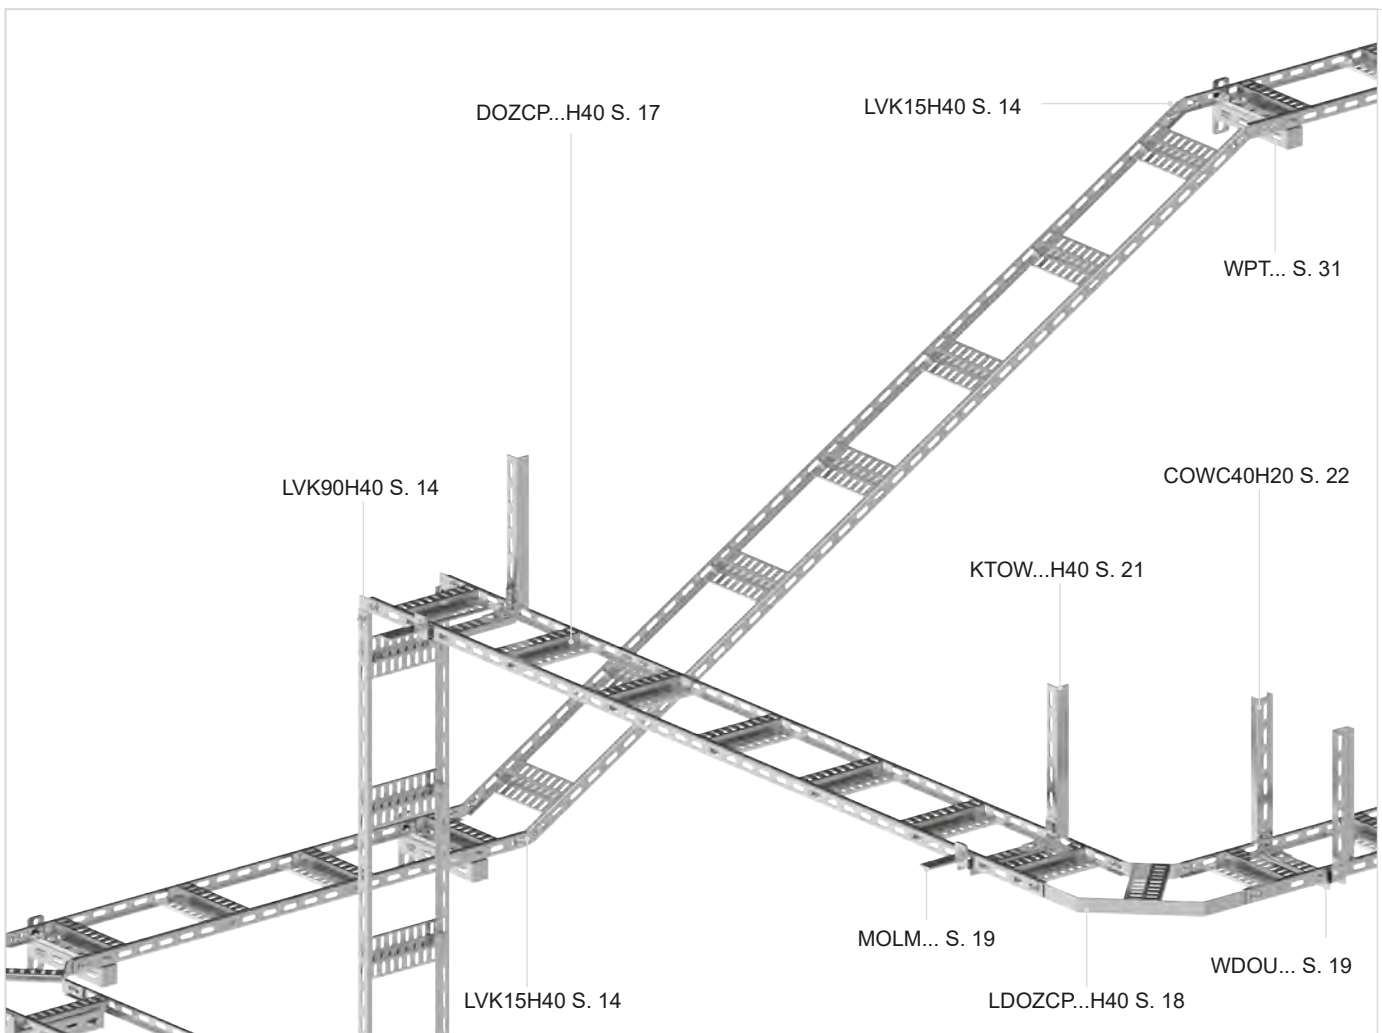 LVK15H40 S. 14
DOZCP...H40 S. 17
WPT... S. 31
COWC40H20 S. 22
LVK90H40 S. 14
KTOW...H40 S. 21
MOLM... S. 19
WDOU... S. 19
LVK15H40 S. 14
LDOZCP...H40 S. 18